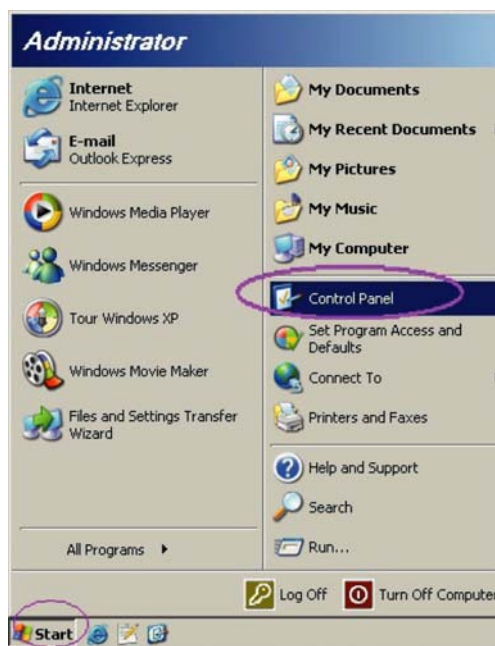 Administrator
Internet
Internet Explorer
E-mail
Outlook Express
Windows Media Player
Windows Messenger
Tour Windows XP
Windows Movie Maker
Files and Settings Transfer
Wizard
All Programs
My Documents
My Recent Documents
My Pictures
My Music
My Computer
Control Panel
Set Program Access and
Defaults
Connect To
Printers and Faxes
Help and Support
Search
Run...
Log Off
Turn Off Computer
Start